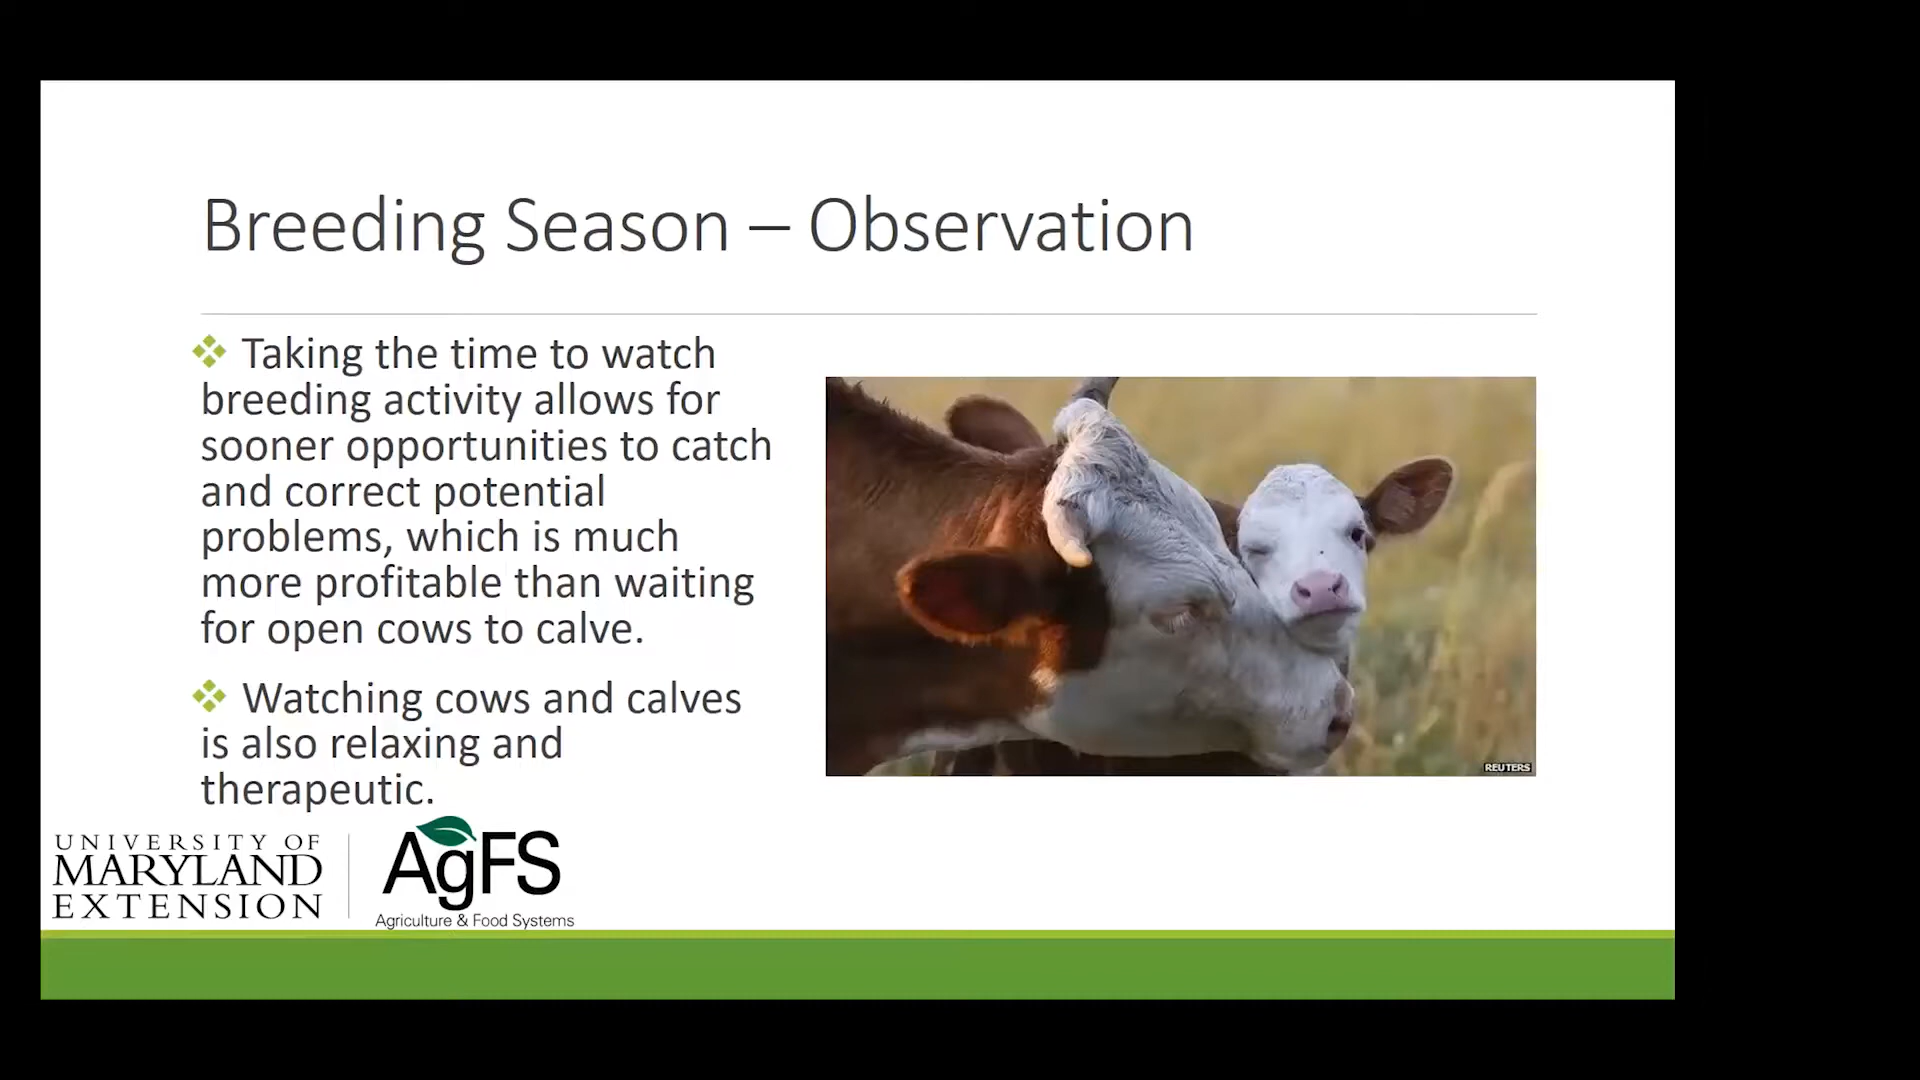 Breeding Season – Observation
❖ Taking the time to watch
breeding activity allows for
sooner opportunities to catch
and correct potential
problems, which is much
more profitable than waiting
for open cows to calve.
❖ Watching cows and calves
is also relaxing and
therapeutic.
REUTERS
UNIVERSITY OF
MARYLAND
EXTENSION
AgFS
Agriculture & Food Systems